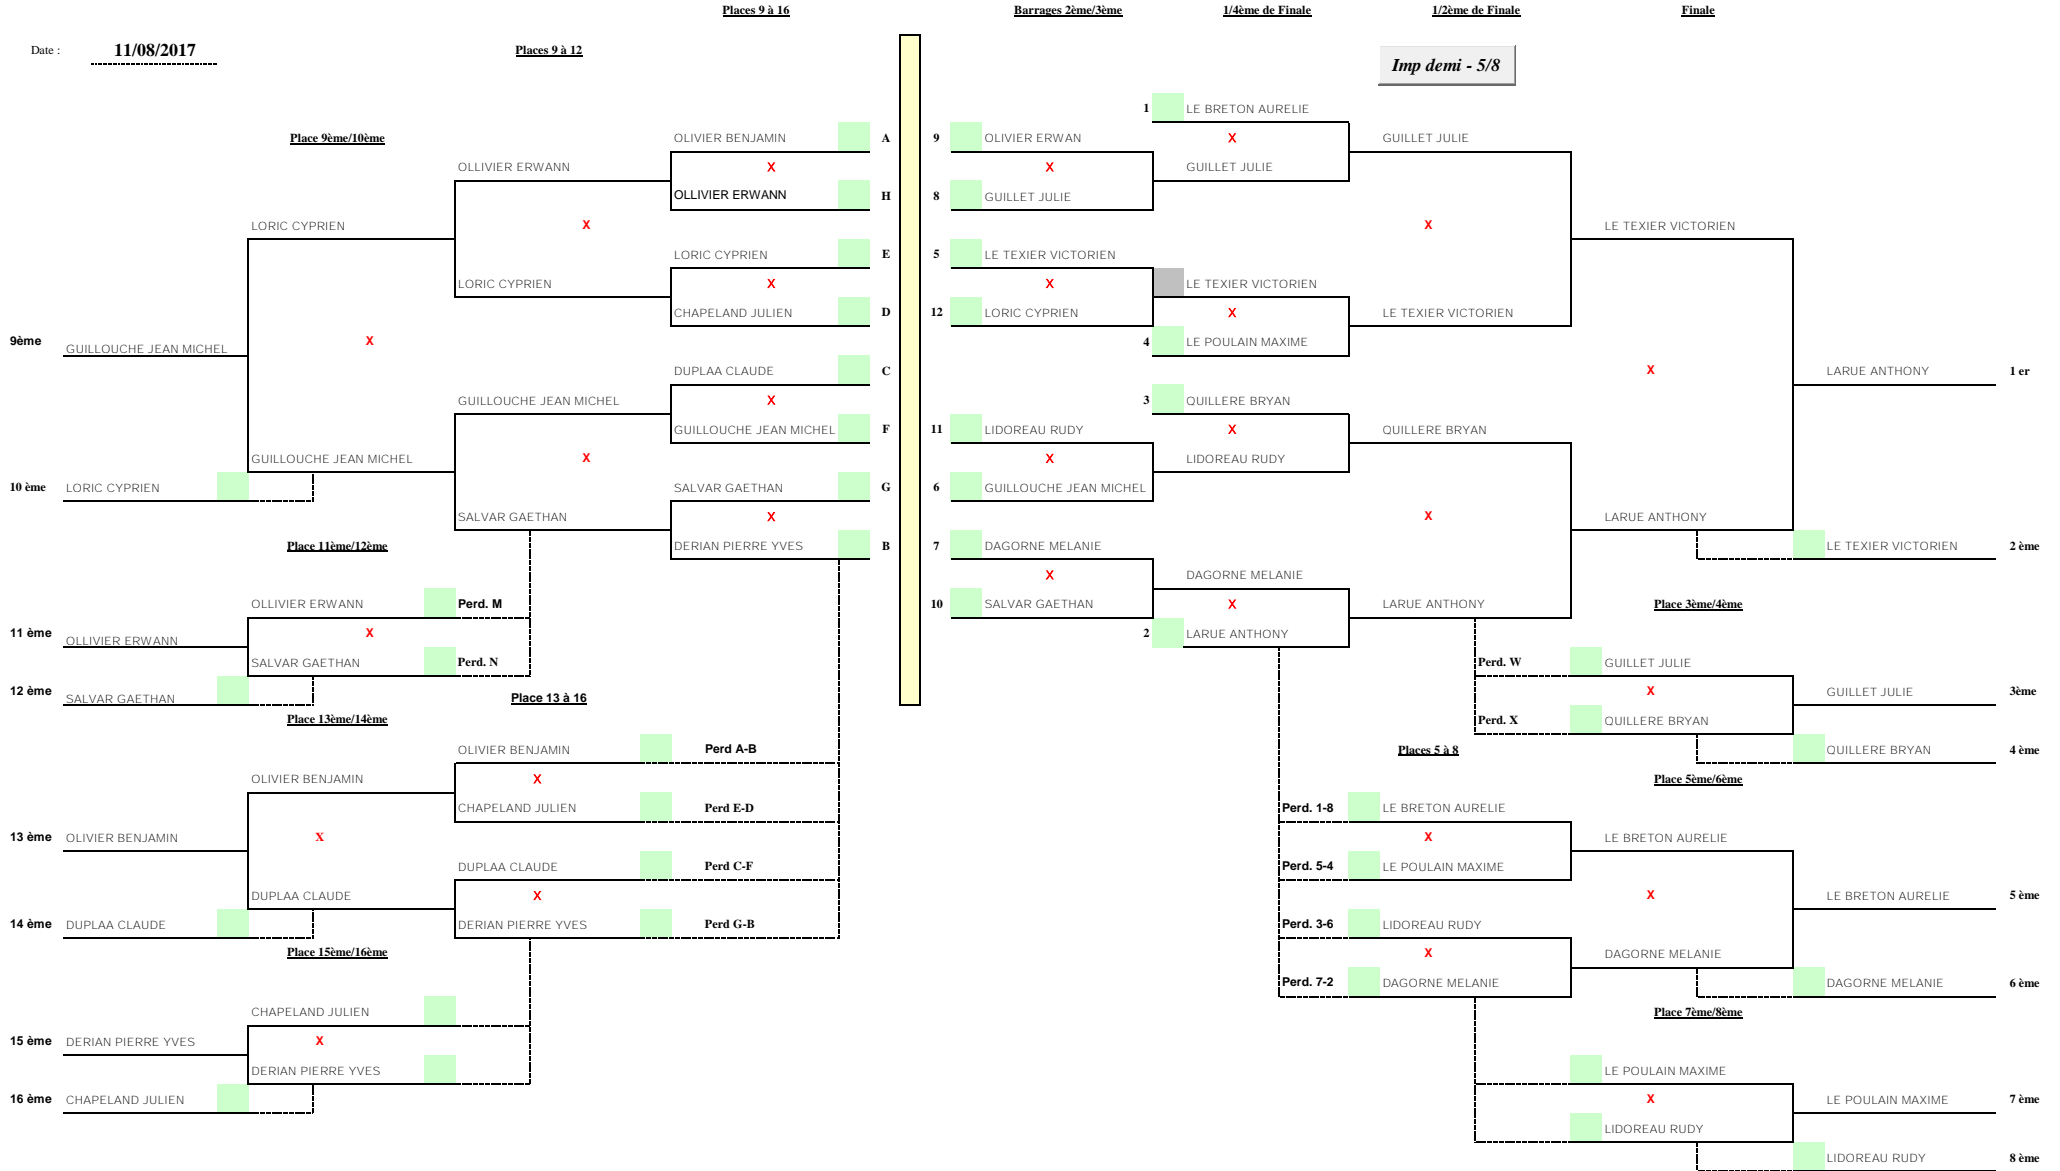 Places 9 à 16
Barrages 2ème/3ème
1/4ème de Finale
1/2ème de Finale
Finale
Date :
11/08/2017
Places 9 à 12
Imp demi - 5/8
Place 9ème/10ème
OLIVIER BENJAMIN
A
X
OLLIVIER ERWANN
H
OLLIVIER ERWANN
X
LORIC CYPRIEN
LORIC CYPRIEN
E
X
CHAPELAND JULIEN
D
LORIC CYPRIEN
X
9ème
GUILLOUCHE JEAN MICHEL
DUPLAA CLAUDE
C
X
GUILLOUCHE JEAN MICHEL
F
GUILLOUCHE JEAN MICHEL
X
SALVAR GAETHAN
SALVAR GAETHAN
G
X
DERIAN PIERRE YVES
B
GUILLOUCHE JEAN MICHEL
10 ème
LORIC CYPRIEN
Place 11ème/12ème
OLLIVIER ERWANN
Perd. M
X
11 ème
OLLIVIER ERWANN
SALVAR GAETHAN
Perd. N
12 ème
SALVAR GAETHAN
Place 13 à 16
Place 13ème/14ème
OLIVIER BENJAMIN
Perd A-B
X
CHAPELAND JULIEN
Perd E-D
OLIVIER BENJAMIN
X
13 ème
OLIVIER BENJAMIN
DUPLAA CLAUDE
Perd C-F
X
DERIAN PIERRE YVES
Perd G-B
DUPLAA CLAUDE
14 ème
DUPLAA CLAUDE
Place 15ème/16ème
CHAPELAND JULIEN
X
15 ème
DERIAN PIERRE YVES
DERIAN PIERRE YVES
16 ème
CHAPELAND JULIEN
1
LE BRETON AURELIE
X
9
OLIVIER ERWAN
X
8
GUILLET JULIE
GUILLET JULIE
GUILLET JULIE
X
5
LE TEXIER VICTORIEN
X
12
LORIC CYPRIEN
LE TEXIER VICTORIEN
X
4
LE POULAIN MAXIME
LE TEXIER VICTORIEN
LE TEXIER VICTORIEN
X
3
QUILLERE BRYAN
X
11
LIDOREAU RUDY
X
6
GUILLOUCHE JEAN MICHEL
LIDOREAU RUDY
QUILLERE BRYAN
X
7
DAGORNE MELANIE
X
10
SALVAR GAETHAN
DAGORNE MELANIE
X
2
LARUE ANTHONY
LARUE ANTHONY
LARUE ANTHONY
LARUE ANTHONY
1 er
LE TEXIER VICTORIEN
2 ème
Place 3ème/4ème
Perd. W
GUILLET JULIE
X
Perd. X
QUILLERE BRYAN
GUILLET JULIE
3ème
QUILLERE BRYAN
4 ème
Places 5 à 8
Place 5ème/6ème
Perd. 1-8
LE BRETON AURELIE
X
Perd. 5-4
LE POULAIN MAXIME
LE BRETON AURELIE
X
Perd. 3-6
LIDOREAU RUDY
X
Perd. 7-2
DAGORNE MELANIE
DAGORNE MELANIE
LE BRETON AURELIE
5 ème
DAGORNE MELANIE
6 ème
Place 7ème/8ème
LE POULAIN MAXIME
X
LIDOREAU RUDY
LE POULAIN MAXIME
7 ème
LIDOREAU RUDY
8 ème